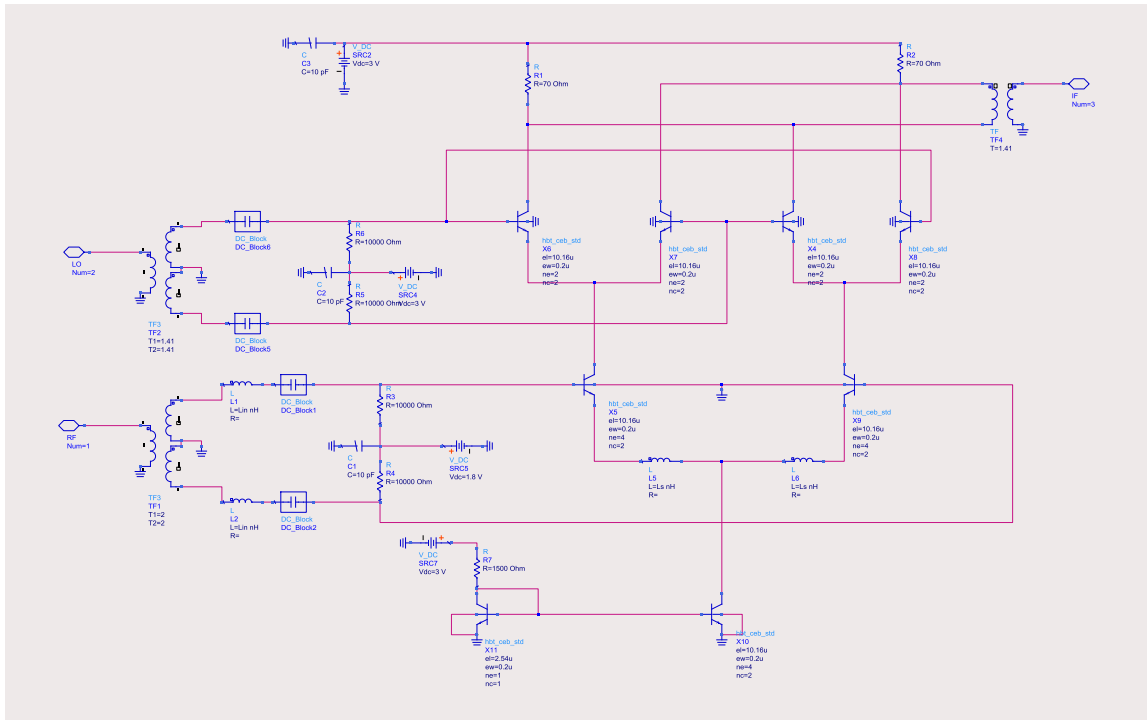 C
C3
C=10 pF
V_DC
SRC2
Vdc=3 V
R
R1
R=70 Ohm
R
R2
R=70 Ohm
IF
Num=3
TF
TF4
T=1.41
LO
Num=2
TF3
TF2
T1=1.41
T2=1.41
DC_Block
DC_Block6
DC_Block
DC_Block5
R
R6
R=10000 Ohm
C
C2
C=10 pF
R
R5
R=10000 Ohm
V_DC
SRC4
Vdc=3 V
hbt_ceb_std
X6
el=10.16u
ew=0.2u
ne=2
nc=2
hbt_ceb_std
X7
el=10.16u
ew=0.2u
ne=2
nc=2
hbt_ceb_std
X4
el=10.16u
ew=0.2u
ne=2
nc=2
hbt_ceb_std
X8
el=10.16u
ew=0.2u
ne=2
nc=2
RF
Num=1
TF3
TF1
T1=2
T2=2
L
L1
L=Lin nH
R=
DC_Block
DC_Block1
L
L2
L=Lin nH
R=
DC_Block
DC_Block2
R
R3
R=10000 Ohm
C
C1
C=10 pF
R
R4
R=10000 Ohm
V_DC
SRC5
Vdc=1.8 V
hbt_ceb_std
X5
el=10.16u
ew=0.2u
ne=4
nc=2
hbt_ceb_std
X9
el=10.16u
ew=0.2u
ne=4
nc=2
L
L5
L=Ls nH
R=
L
L6
L=Ls nH
R=
V_DC
SRC7
Vdc=3 V
R
R7
R=1500 Ohm
hbt_ceb_std
X11
el=2.54u
ew=0.2u
ne=1
nc=1
hbt_ceb_std
X10
el=10.16u
ew=0.2u
ne=4
nc=2